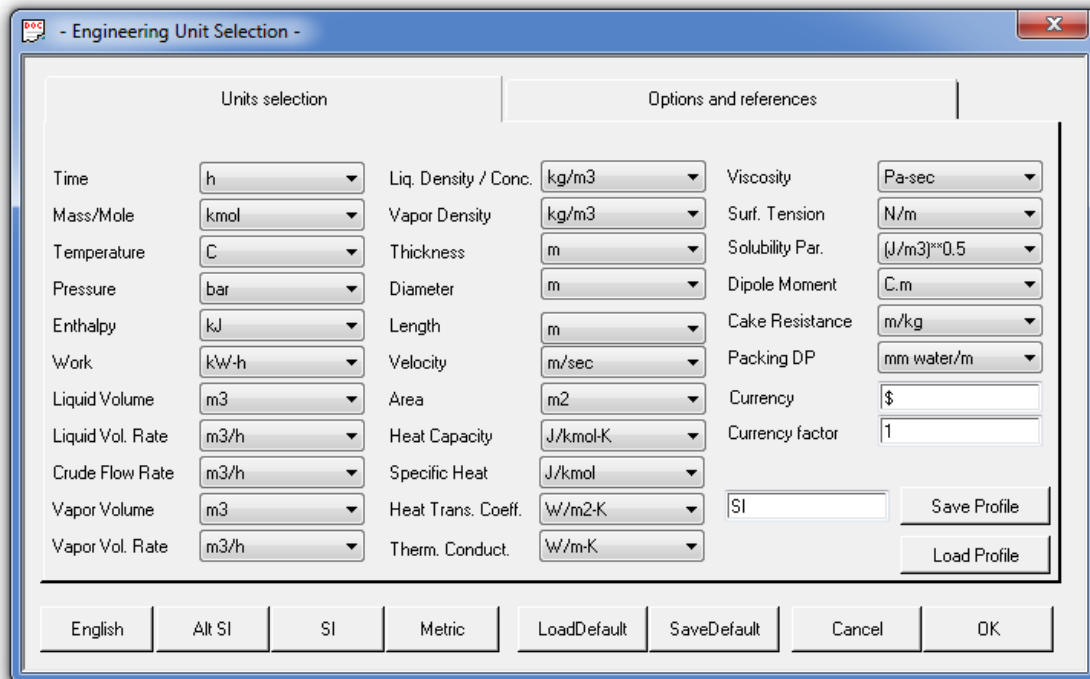 DOC
- Engineering Unit Selection -
Units selection
Options and references
Time h
Mass/Mole kmol
Temperature C
Pressure bar
Enthalpy kJ
Work kW-h
Liquid Volume m3
Liquid Vol. Rate m3/h
Crude Flow Rate m3/h
Vapor Volume m3
Vapor Vol. Rate m3/h
Liq. Density / Conc. kg/m3
Vapor Density kg/m3
Thickness m
Diameter m
Length m
Velocity m/sec
Area m2
Heat Capacity J/kmol-K
Specific Heat J/kmol
Heat Trans. Coeff. W/m2-K
Therm. Conduct. W/m-K
Viscosity Pa-sec
Surf. Tension N/m
Solubility Par. (J/m3)**0.5
Dipole Moment C.m
Cake Resistance m/kg
Packing DP mm water/m
Currency $
Currency factor 1
SI Save Profile
Load Profile
English Alt SI SI Metric LoadDefault SaveDefault Cancel OK